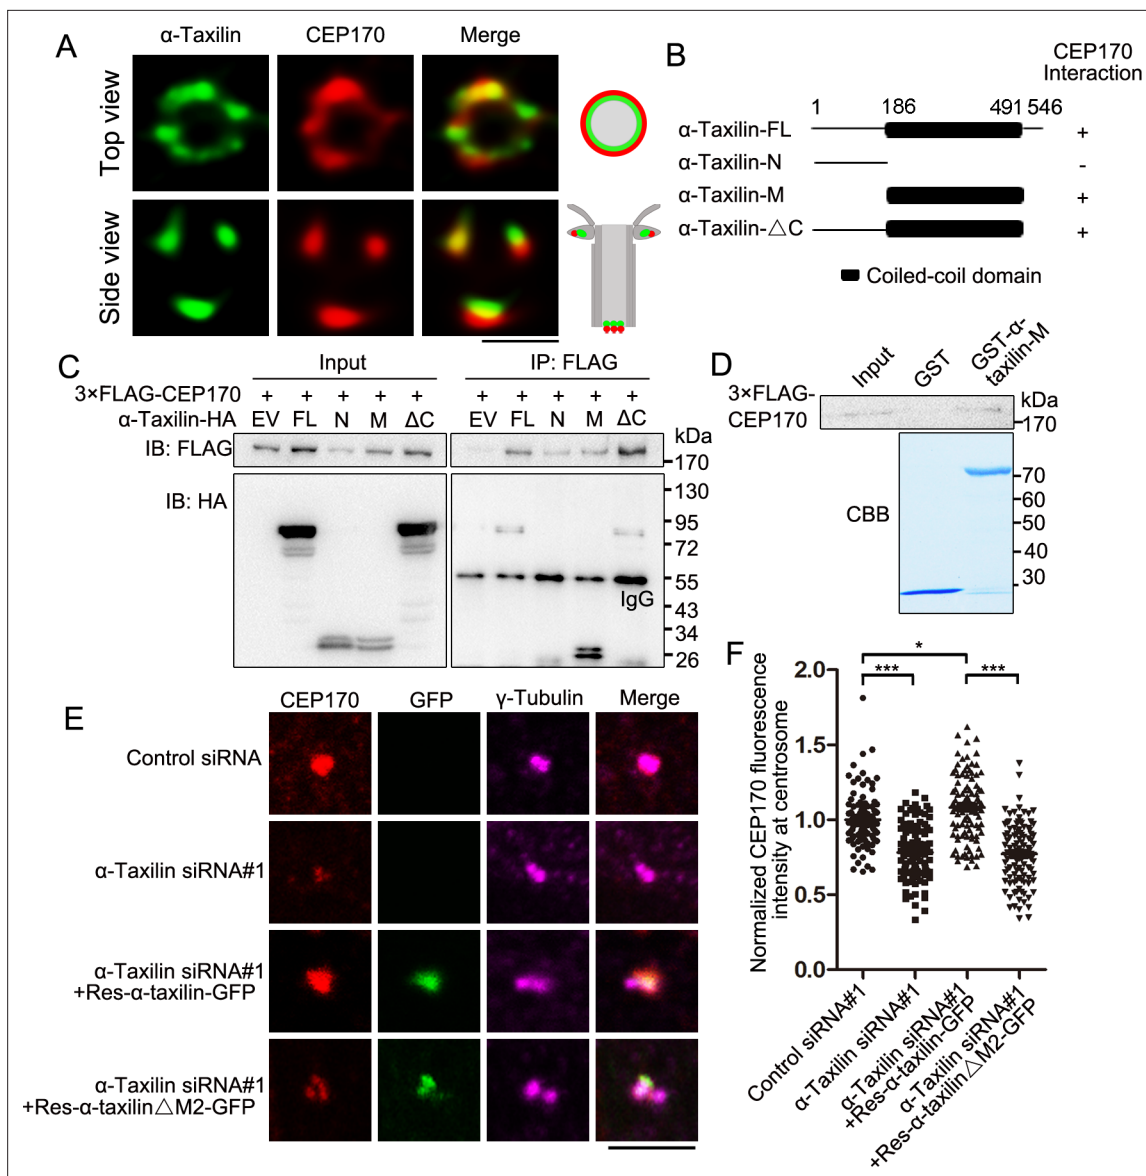 A
α-Taxilin
CEP170
Merge
Top view
Side view
B
CEP170
Interaction
1
186
491
546
α-Taxilin-FL
+
α-Taxilin-N
-
α-Taxilin-M
+
α-Taxilin-△C
+
Coiled-coil domain
C
Input
IP: FLAG
3×FLAG-CEP170
+ + + + + + + + + +
α-Taxilin-HA
EV FL N M ΔC EV FL N M ΔC
kDa
IB: FLAG
170
IB: HA
130
95
72
55
IgG
43
34
26
D
Input
GST
GST-α-
taxilin-M
3×FLAG-
CEP170
kDa
170
CBB
70
60
50
40
30
E
CEP170
GFP
γ-Tubulin
Merge
Control siRNA
α-Taxilin siRNA#1
α-Taxilin siRNA#1
+Res-α-taxilin-GFP
α-Taxilin siRNA#1
+Res-α-taxilin△M2-GFP
F
Normalized CEP170 fluorescence
intensity at centrosome
2.0
1.5
1.0
0.5
0.0
*
***
***
Control siRNA#1
α-Taxilin siRNA#1
α-Taxilin siRNA#1
+Res-α-taxilin-GFP
α-Taxilin siRNA#1
+Res-α-taxilin△M2-GFP